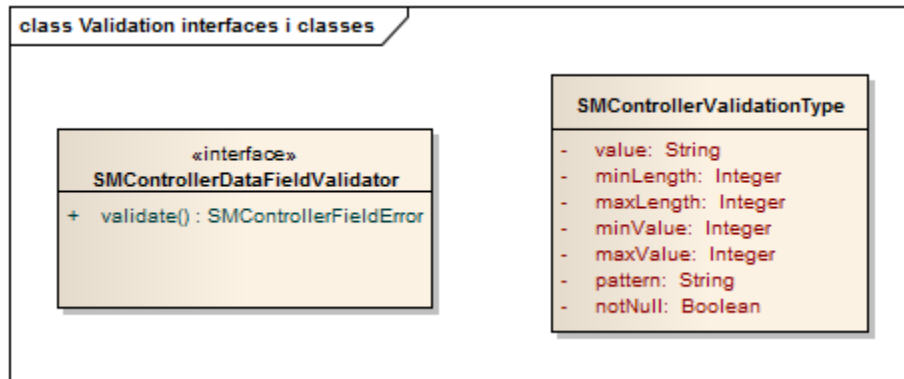 class Validation interfaces i classes
«interface»
SMControllerDataFieldValidator
+ validate() : SMControllerFieldError
SMControllerValidationType
- value: String
- minLength: Integer
- maxLength: Integer
- minValue: Integer
- maxValue: Integer
- pattern: String
- notNull: Boolean